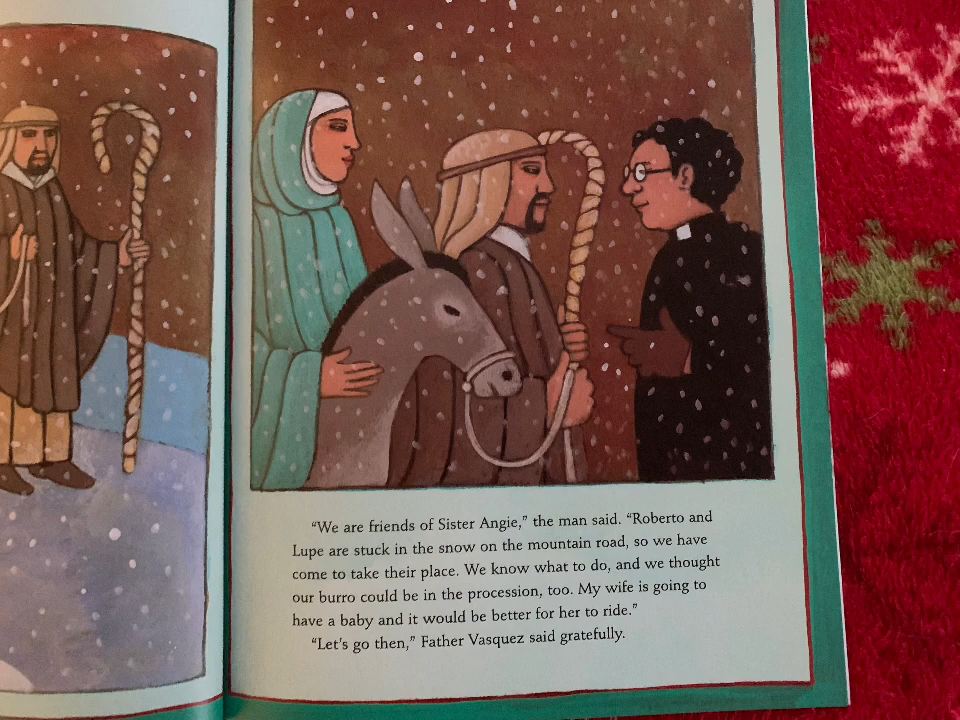 “We are friends of Sister Angie,” the man said. “Roberto and
Lupe are stuck in the snow on the mountain road, so we have
come to take their place. We know what to do, and we thought
our burro could be in the procession, too. My wife is going to
have a baby and it would be better for her to ride.”
“Let’s go then,” Father Vasquez said gratefully.